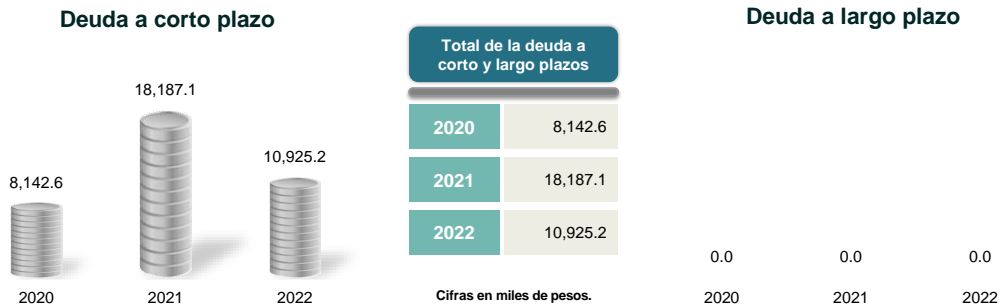 Deuda a corto plazo
18,187.1
10,925.2
8,142.6
2020 2021 2022
Total de la deuda a
corto y largo plazos
2020 8,142.6
2021 18,187.1
2022 10,925.2
Cifras en miles de pesos.
Deuda a largo plazo
0.0 0.0 0.0
2020 2021 2022